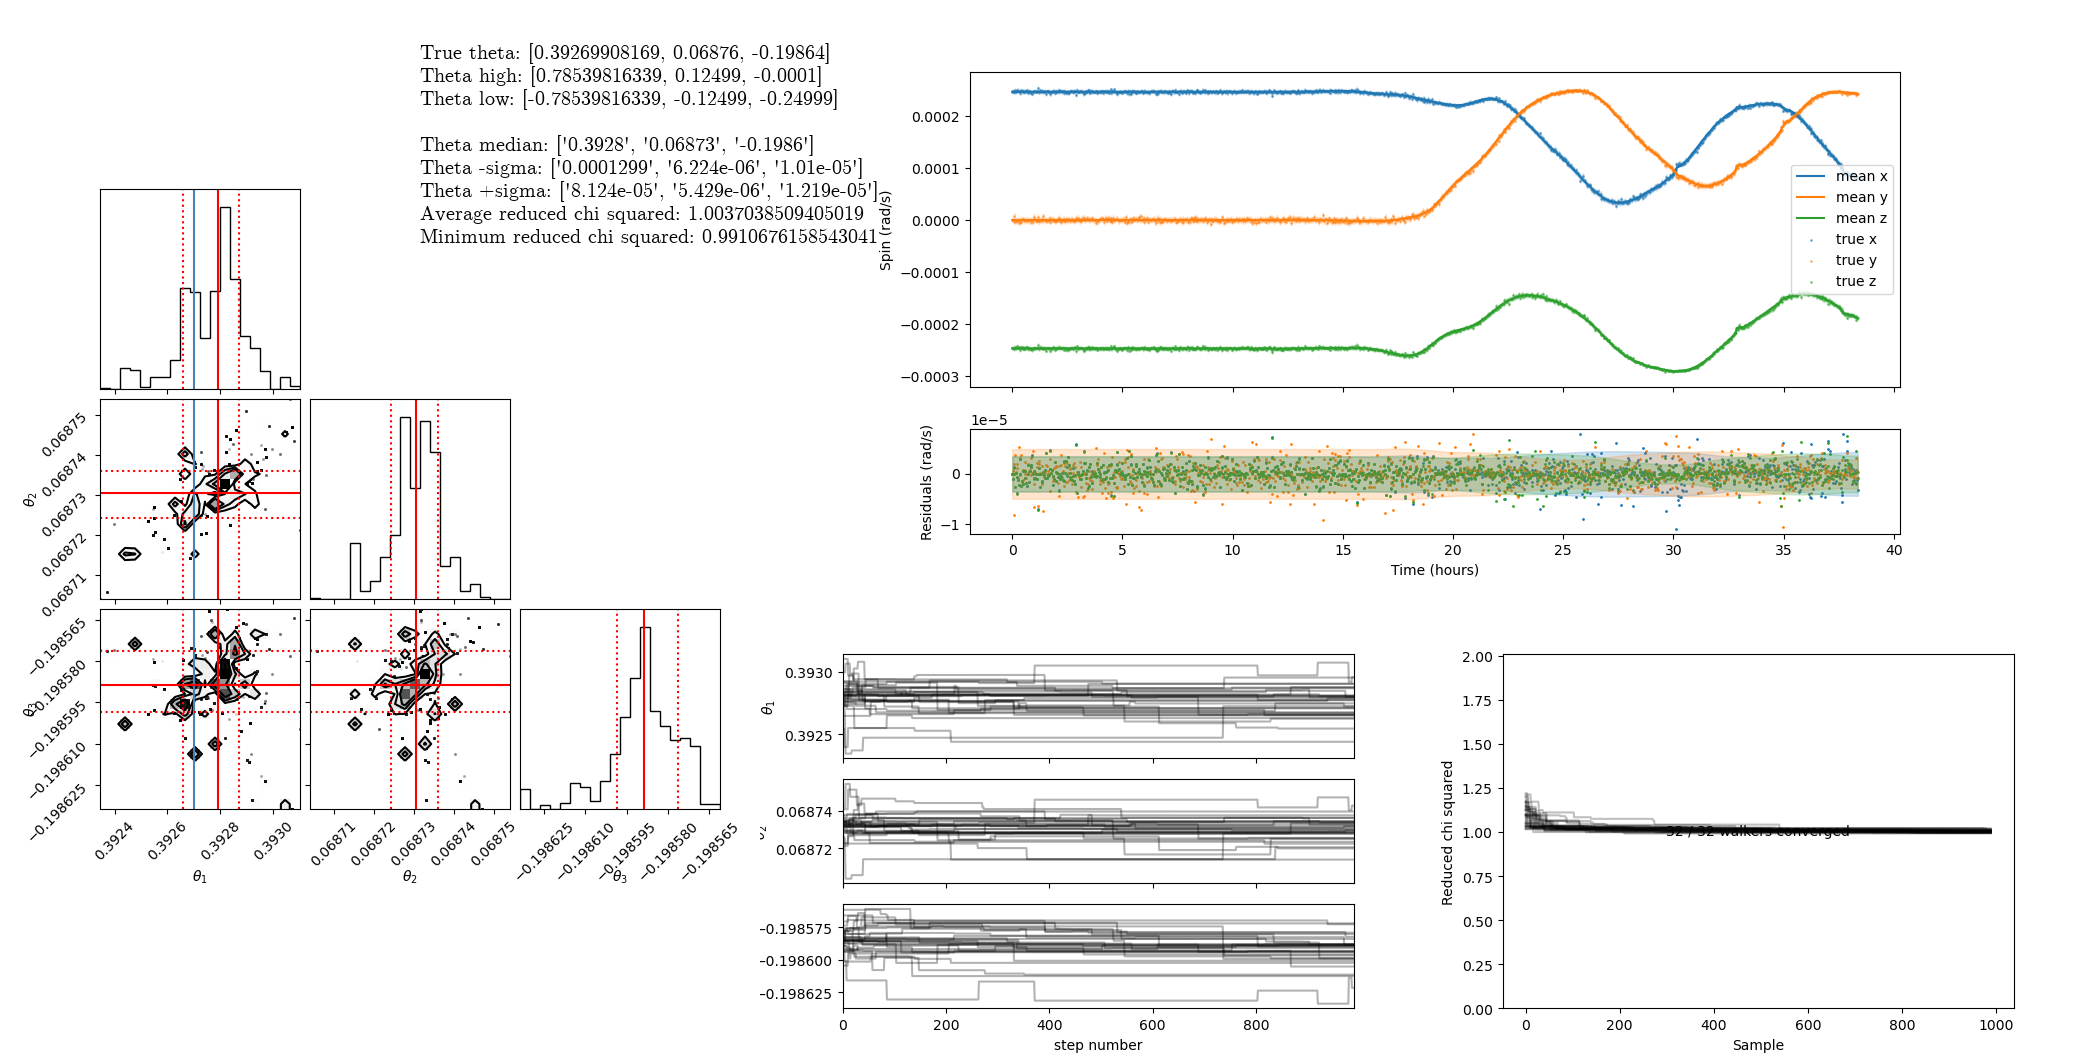 True theta: [0.39269908169, 0.06876, -0.19864]
Theta high: [0.78539816339, 0.12499, -0.0001]
Theta low: [-0.78539816339, -0.12499, -0.24999]
Theta median: ['0.3928', '0.06873', '-0.1986']
Theta -sigma: ['0.0001299', '6.224e-06', '1.01e-05']
Theta +sigma: ['8.124e-05', '5.429e-06', '1.219e-05']
Average reduced chi squared: 1.0037038509405019
Minimum reduced chi squared: 0.9910676158543041
0.06875
0.06874
0.06873
0.06872
0.06871
θ2
−0.198565
−0.198580
−0.198595
−0.198610
−0.198625
θ3
0.3924
0.3926
0.3928
0.3930
θ1
0.06871
0.06872
0.06873
0.06874
0.06875
θ2
−0.198625
−0.198610
−0.198595
−0.198580
−0.198565
θ3
Spin (rad/s)
0.0002
0.0001
0.0000
−0.0001
−0.0002
−0.0003
mean x
mean y
mean z
true x
true y
true z
1e−5
Residuals (rad/s)
0
−1
0
5
10
15
20
25
30
35
40
Time (hours)
θ1
0.3930
0.3925
0.06874
0.06872
−0.198575
−0.198600
−0.198625
0
200
400
600
800
step number
Reduced chi squared
2.00
1.75
1.50
1.25
1.00
0.75
0.50
0.25
0.00
32 / 32 walkers converged
0
200
400
600
800
1000
Sample